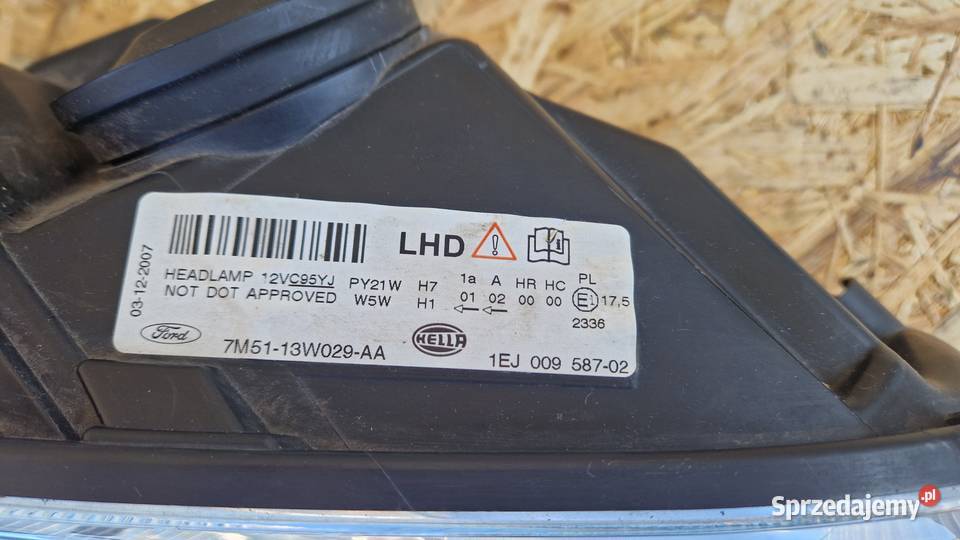 03-12-2007
LHD
HEADLAMP 12VC95YJ PY21W H7 1a A HR HC PL
NOT DOT APPROVED W5W H1 01 02 00 00 E1 17,5
2336
Ford 7M51-13W029-AA HELLA 1EJ 009 587-02
Sprzedajemy.pl